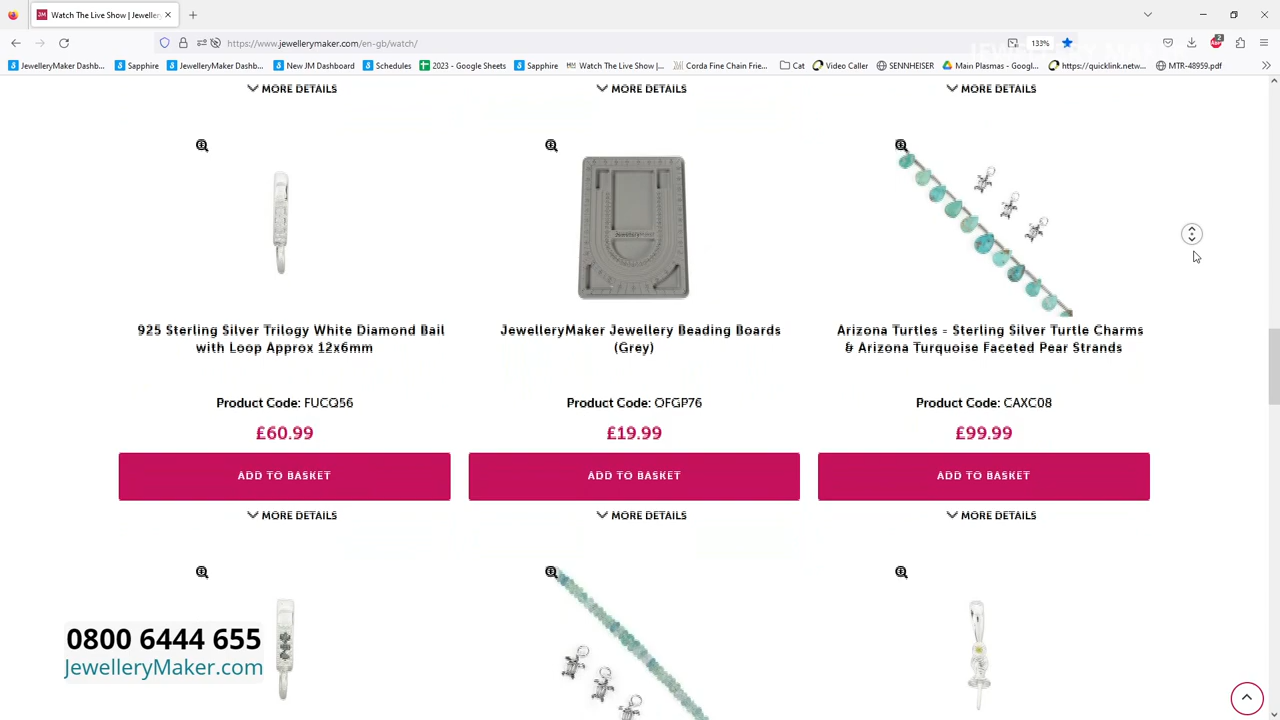 Watch The Live Show | Jeweller
https://www.jewellerymaker.com/en-gb/watch/
133%
2
JewelleryMaker Dashb...
Sapphire
JewelleryMaker Dashb...
New JM Dashboard
Schedules
2023 - Google Sheets
Sapphire
Watch The Live Show |...
Corda Fine Chain Frie...
Cat
Video Caller
SENNHEISER
Main Plasmas - Googl...
https://quicklink.netw...
MTR-48959.pdf
MORE DETAILS
MORE DETAILS
MORE DETAILS
925 Sterling Silver Trilogy White Diamond Bail
with Loop Approx 12x6mm
Product Code: FUCQ56
£60.99
ADD TO BASKET
MORE DETAILS
JewelleryMaker Jewellery Beading Boards
(Grey)
Product Code: OFGP76
£19.99
ADD TO BASKET
MORE DETAILS
Arizona Turtles - Sterling Silver Turtle Charms
& Arizona Turquoise Faceted Pear Strands
Product Code: CAXC08
£99.99
ADD TO BASKET
MORE DETAILS
0800 6444 655
JewelleryMaker.com